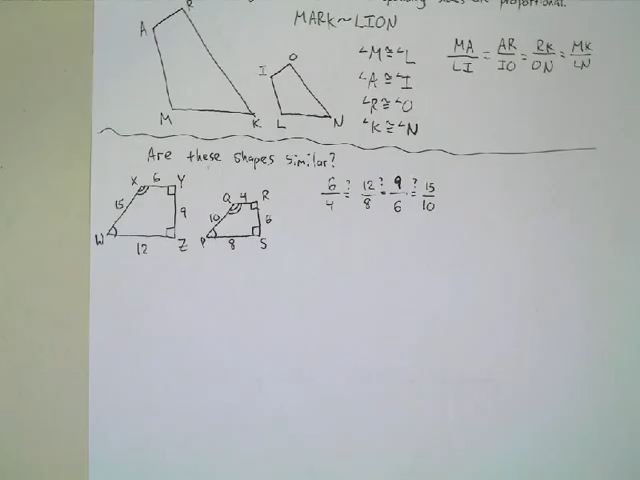 sides are proportional.
MARK~LION
A R M K
I O L N
∠M≅∠L
∠A≅∠I
∠R≅∠O
∠K≅∠N
MA/LI = AR/IO = RK/ON = MK/LN
Are these shapes similar?
X 6 Y
15 9
W 12 Z
Q 4 R
10 6
P 8 S
6/4 ?= 12/8 ?= 9/6 ?= 15/10